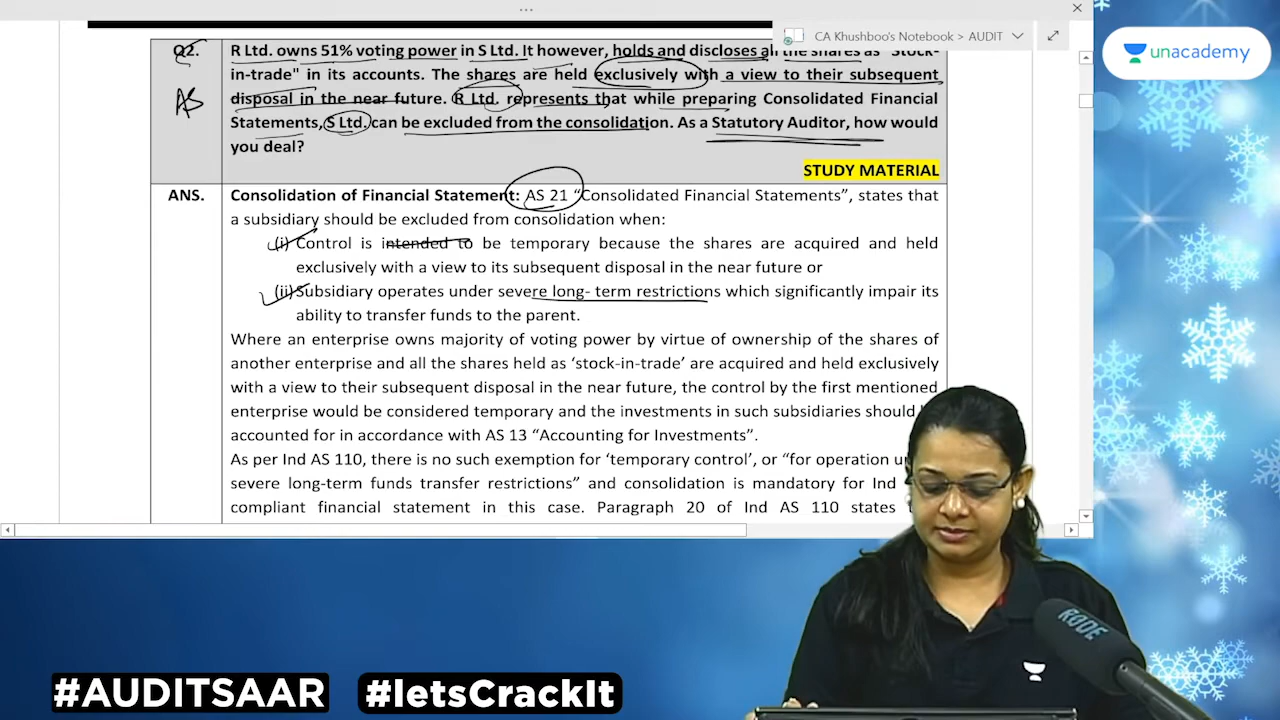 CA Khushboo's Notebook > AUDIT
unacademy
Q2.
R Ltd. owns 51% voting power in S Ltd. It however, holds and discloses all the shares as "Stock-
in-trade" in its accounts. The shares are held exclusively with a view to their subsequent
disposal in the near future. R Ltd. represents that while preparing Consolidated Financial
Statements, S Ltd. can be excluded from the consolidation. As a Statutory Auditor, how would
you deal?
AS
STUDY MATERIAL
ANS.
Consolidation of Financial Statement: AS 21 “Consolidated Financial Statements”, states that
a subsidiary should be excluded from consolidation when:
(i) Control is intended to be temporary because the shares are acquired and held
exclusively with a view to its subsequent disposal in the near future or
(ii) Subsidiary operates under severe long- term restrictions which significantly impair its
ability to transfer funds to the parent.
Where an enterprise owns majority of voting power by virtue of ownership of the shares of
another enterprise and all the shares held as ‘stock-in-trade’ are acquired and held exclusively
with a view to their subsequent disposal in the near future, the control by the first mentioned
enterprise would be considered temporary and the investments in such subsidiaries should
accounted for in accordance with AS 13 “Accounting for Investments”.
As per Ind AS 110, there is no such exemption for ‘temporary control’, or “for operation
severe long-term funds transfer restrictions” and consolidation is mandatory for Ind
compliant financial statement in this case. Paragraph 20 of Ind AS 110 states
RODE
#AUDITSAAR
#letsCrackIt